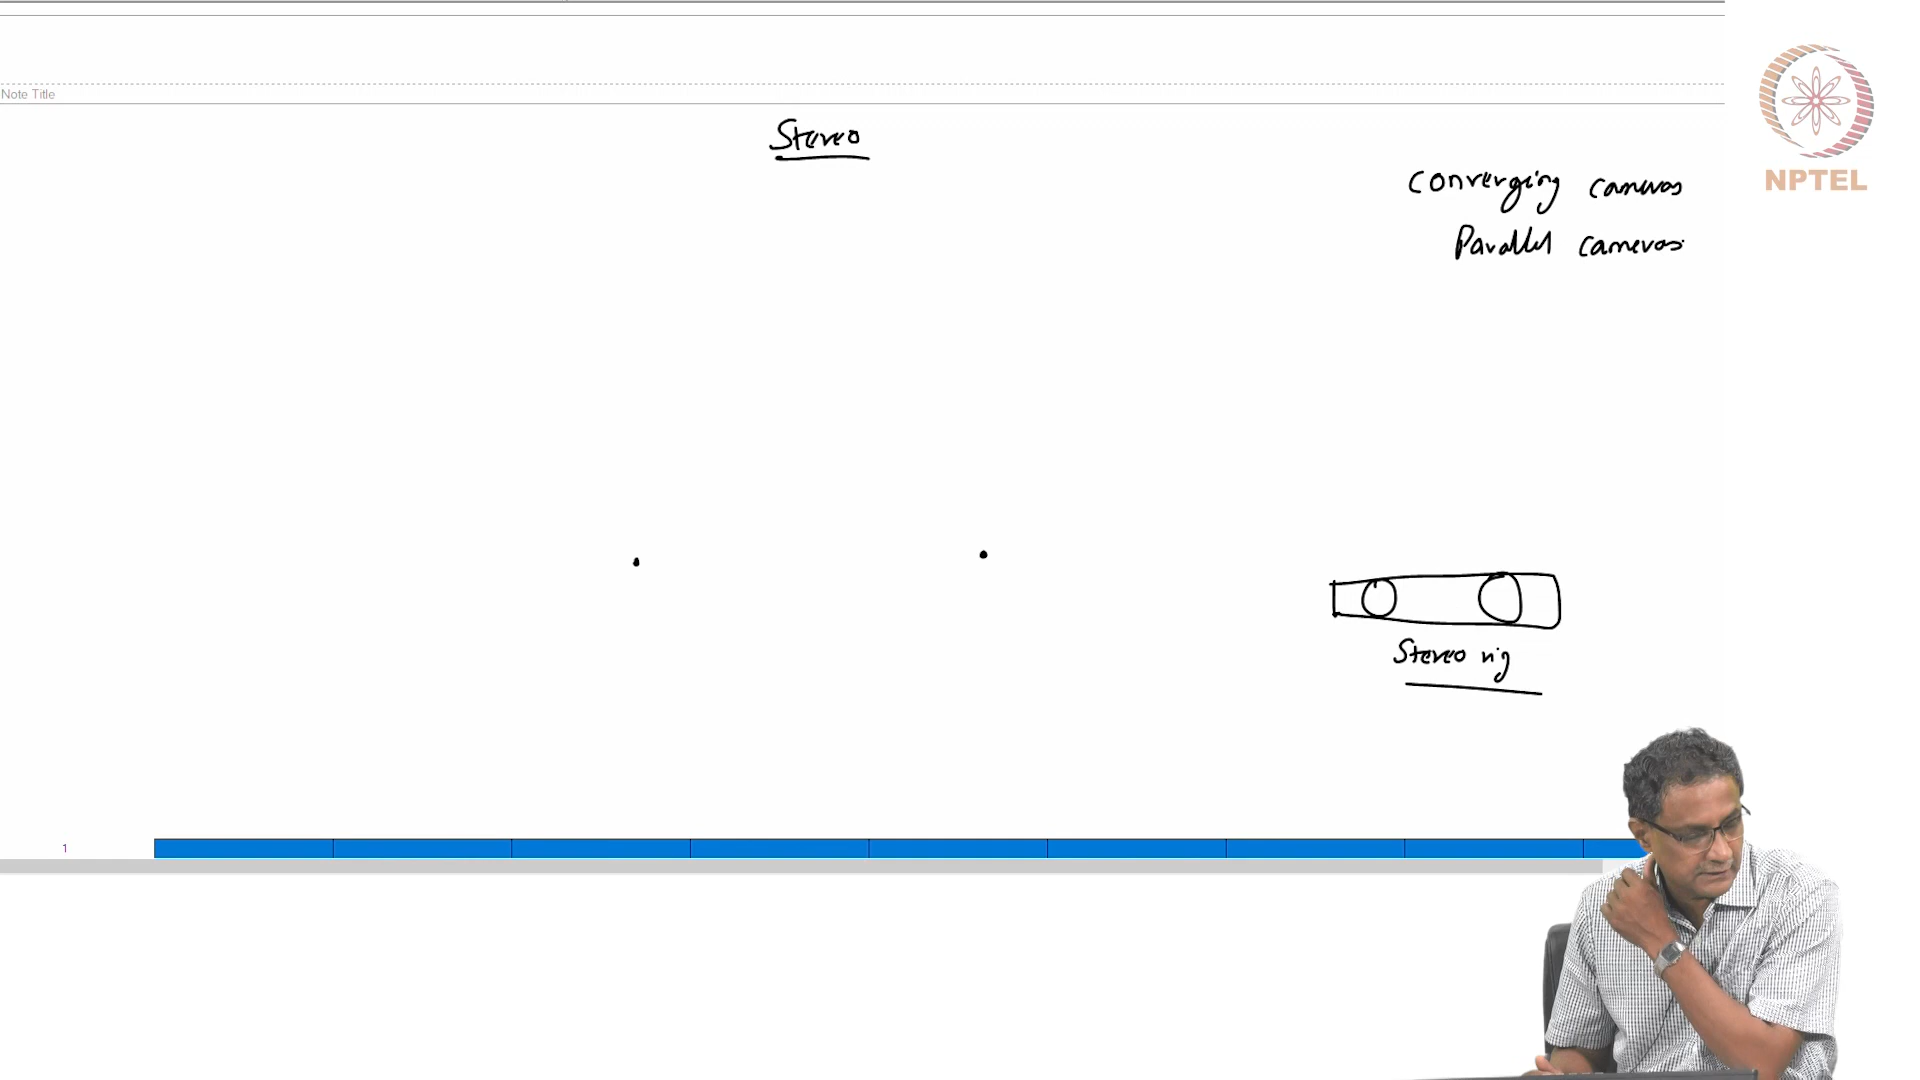 Note Title
Stereo
Converging cameras
Parallel cameras
NPTEL
Stereo rig
1